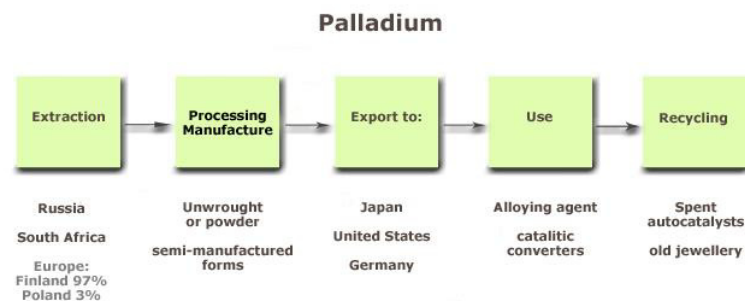 Palladium
Extraction
Processing
Manufacture
Export to:
Use
Recycling
Russia
South Africa
Europe:
Finland 97%
Poland 3%
Unwrought
or powder
semi-manufactured
forms
Japan
United States
Germany
Alloying agent
catalitic
converters
Spent
autocatalysts
old jewellery